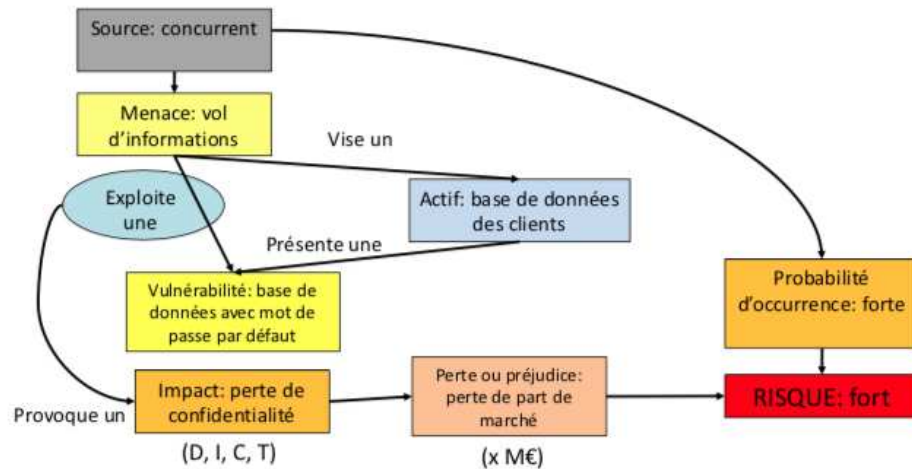 Source: concurrent
Menace: vol
d'informations
Vise un
Exploite
une
Actif: base de données
des clients
Présente une
Vulnérabilité: base de
données avec mot de
passe par défaut
Probabilité
d'occurrence: forte
Provoque un
Impact: perte de
confidentialité
Perte ou préjudice:
perte de part de
marché
RISQUE: fort
(D, I, C, T)
(x M€)